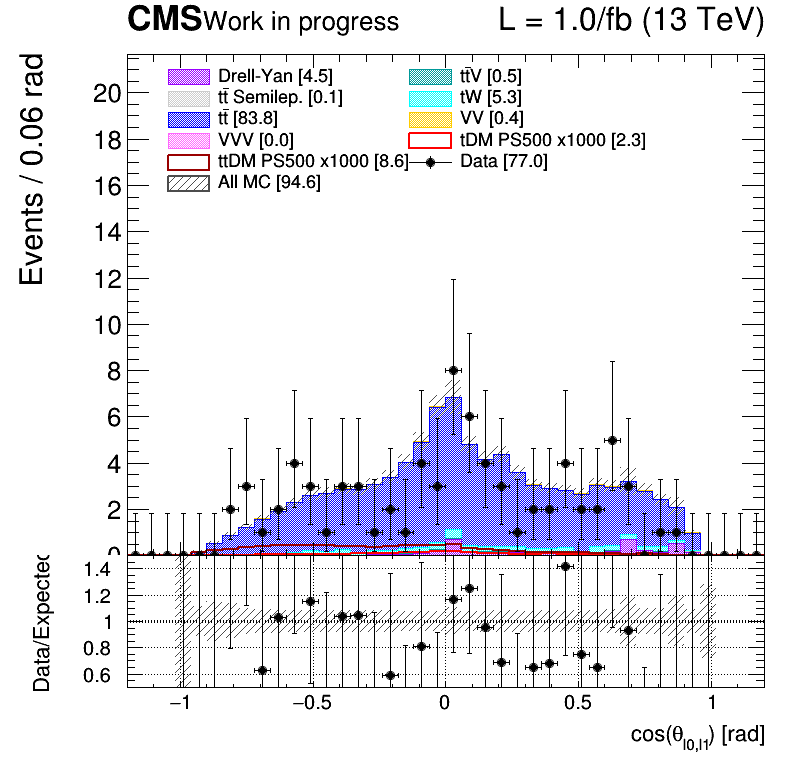 CMS Work in progress L = 1.0/fb (13 TeV)
Events / 0.06 rad
Drell-Yan [4.5] tt̄V [0.5]
tt̄ Semilep. [0.1] tW [5.3]
tt̄ [83.8] VV [0.4]
VVV [0.0] tDM PS500 x1000 [2.3]
ttDM PS500 x1000 [8.6] Data [77.0]
All MC [94.6]
20
18
16
14
12
10
8
6
4
2
0
Data/Expected
1.4
1.2
1
0.8
0.6
−1 −0.5 0 0.5 1
cos(θl0,l1) [rad]